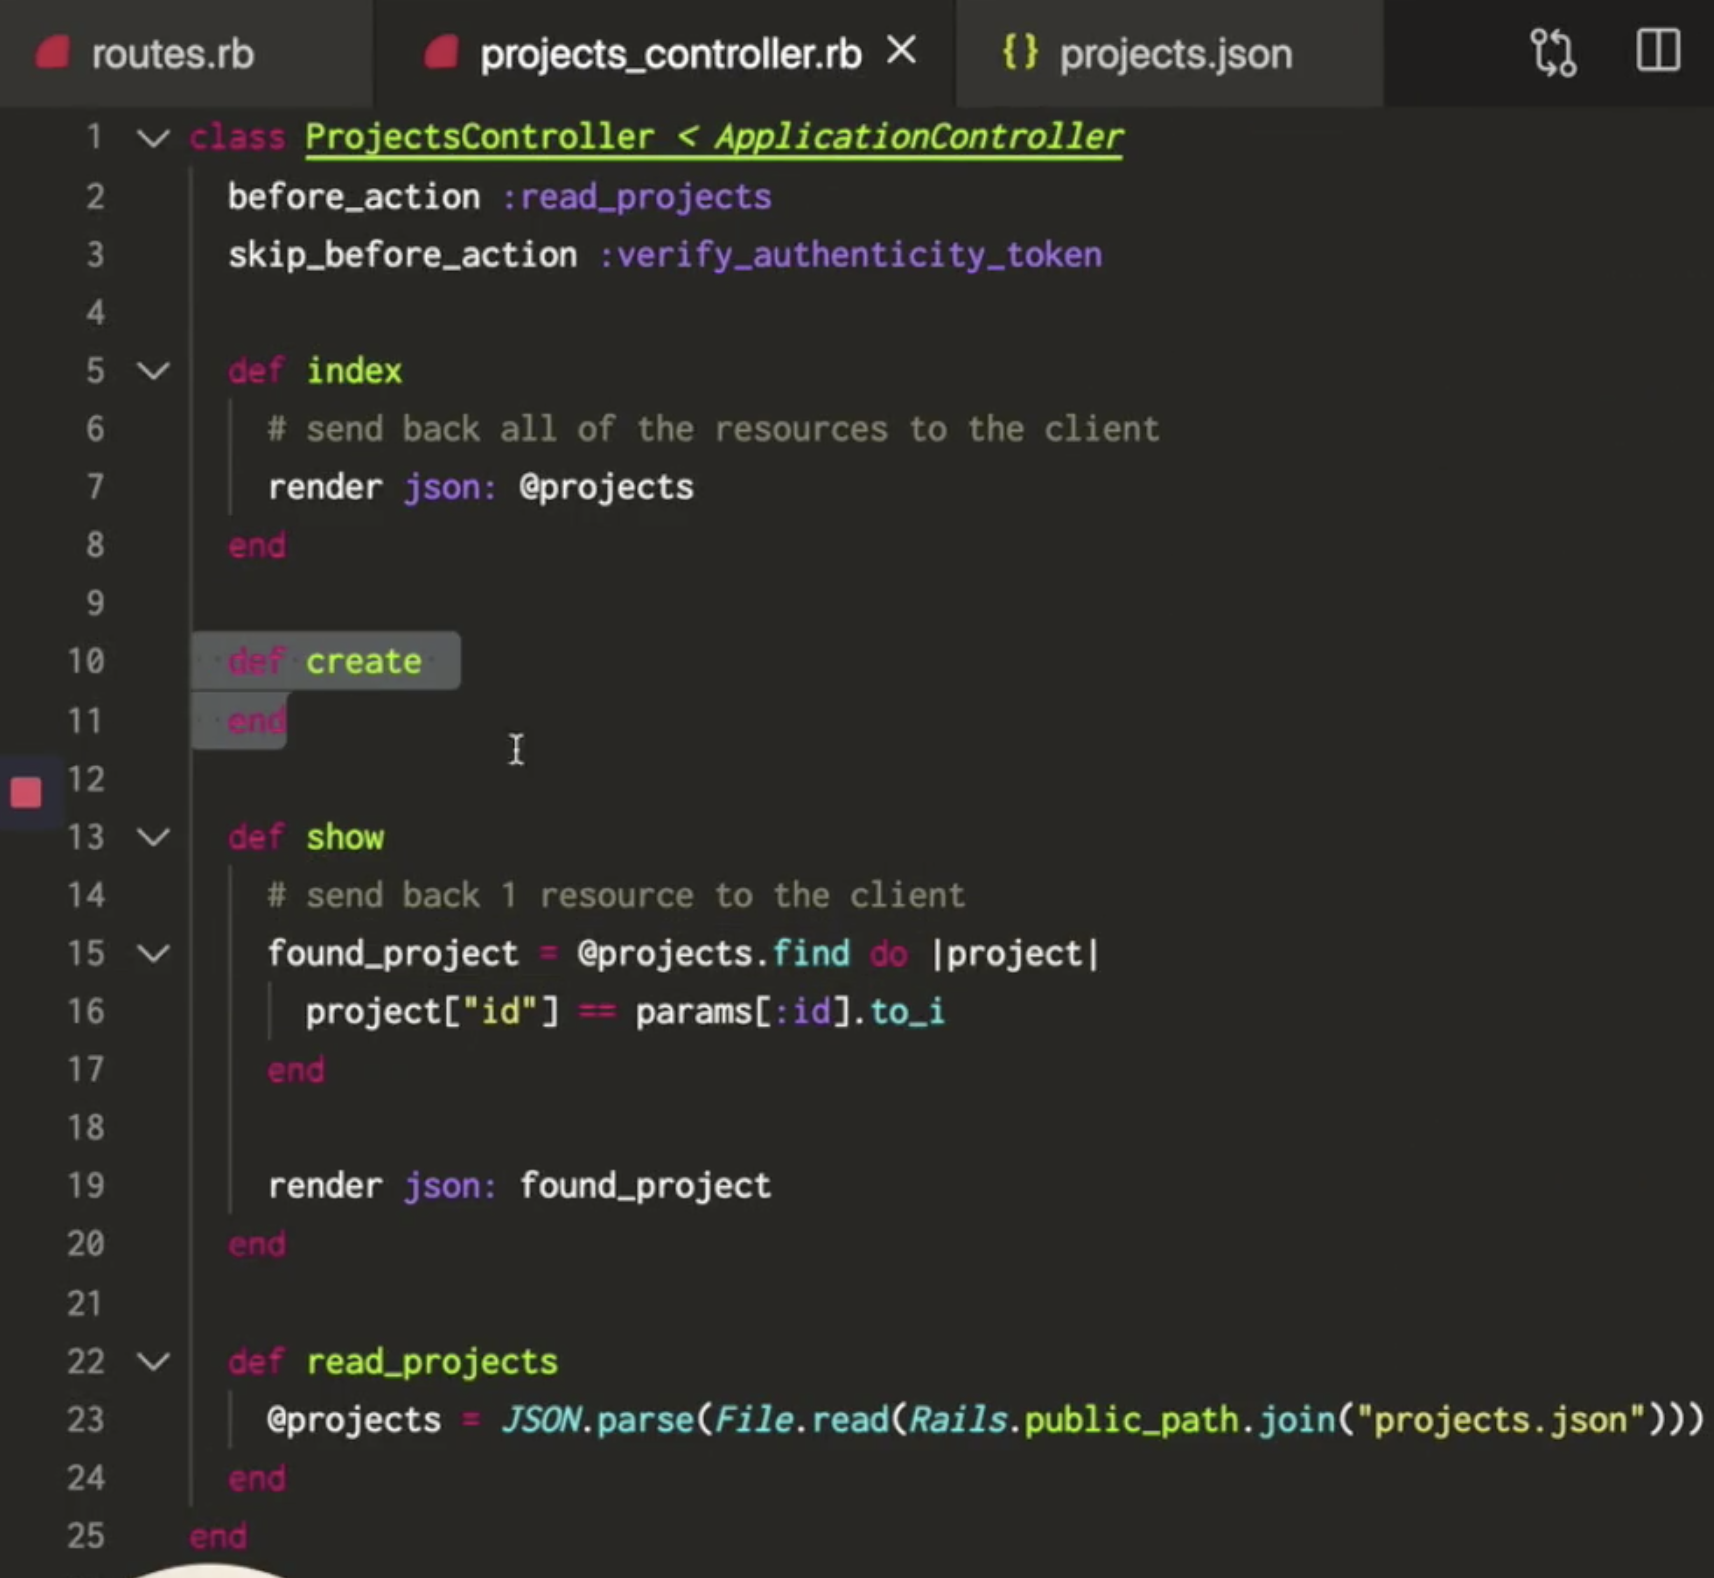 routes.rb
projects_controller.rb
{} projects.json
1 class ProjectsController < ApplicationController
2 before_action :read_projects
3 skip_before_action :verify_authenticity_token
4
5 def index
6 # send back all of the resources to the client
7 render json: @projects
8 end
9
10 def create
11 end
12
13 def show
14 # send back 1 resource to the client
15 found_project = @projects.find do |project|
16 project["id"] == params[:id].to_i
17 end
18
19 render json: found_project
20 end
21
22 def read_projects
23 @projects = JSON.parse(File.read(Rails.public_path.join("projects.json")))
24 end
25 end